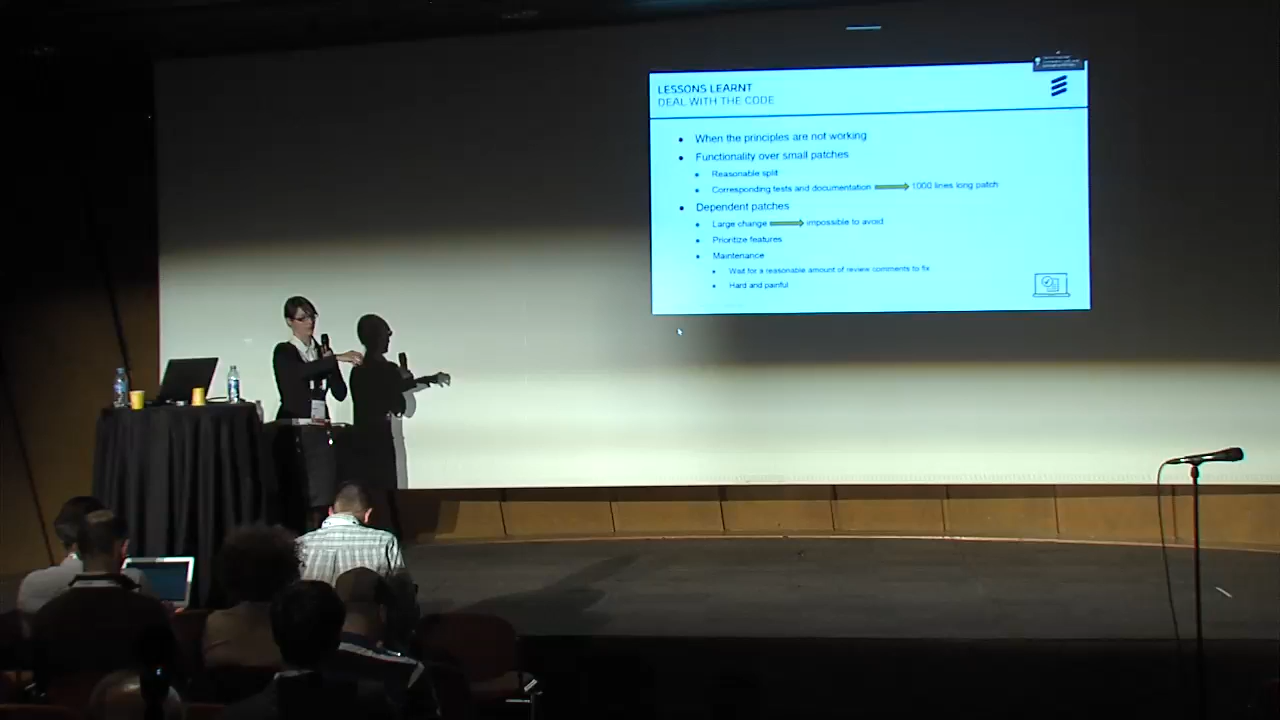 LESSONS LEARNT
DEAL WITH THE CODE
When the principles are not working
Functionality over small patches
Reasonable split
Corresponding tests and documentation 1000 lines long patch
Dependent patches
Large change impossible to avoid
Prioritize features
Maintenance
Wait for a reasonable amount of review comments to fix
Hard and painful